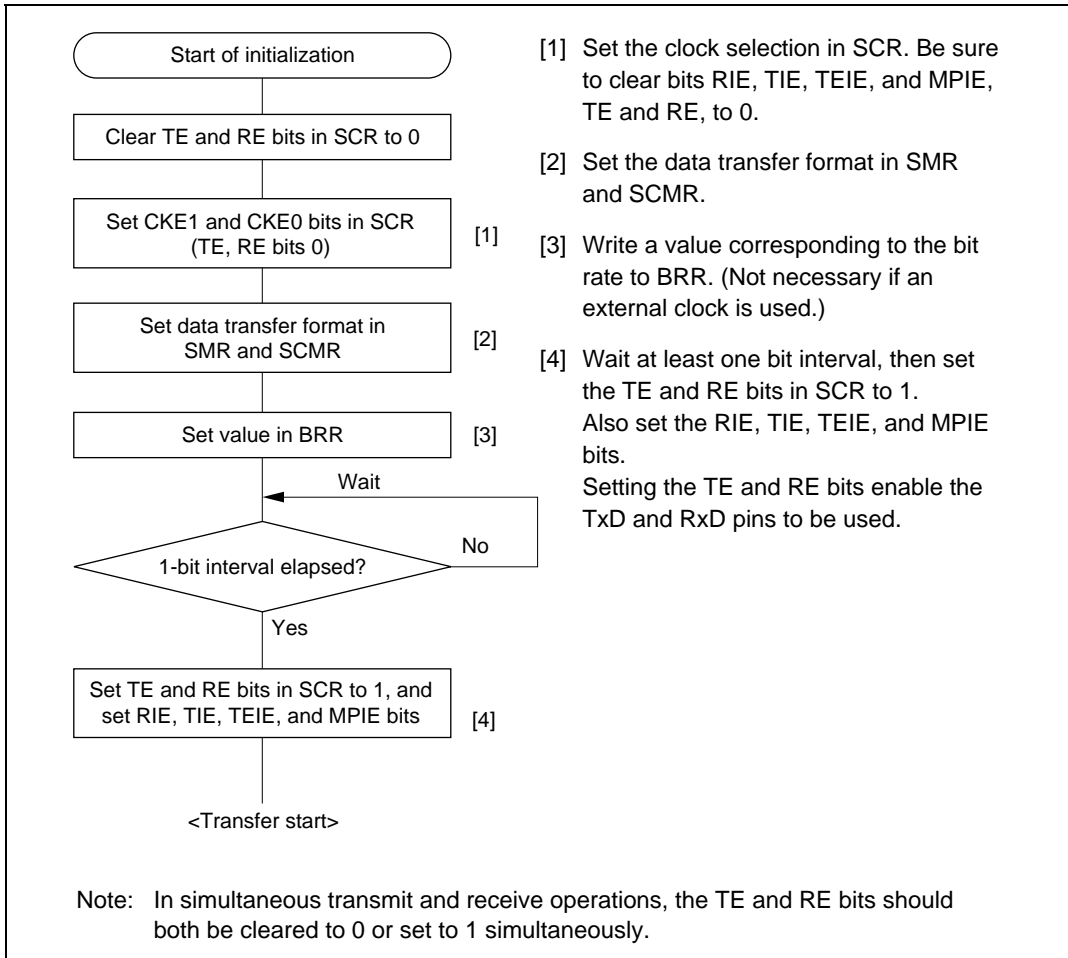 Start of initialization
Clear TE and RE bits in SCR to 0
Set CKE1 and CKE0 bits in SCR
(TE, RE bits 0)
[1]
Set data transfer format in
SMR and SCMR
[2]
Set value in BRR
[3]
Wait
1-bit interval elapsed?
No
Yes
Set TE and RE bits in SCR to 1, and
set RIE, TIE, TEIE, and MPIE bits
[4]
<Transfer start>
[1] Set the clock selection in SCR. Be sure
to clear bits RIE, TIE, TEIE, and MPIE,
TE and RE, to 0.
[2] Set the data transfer format in SMR
and SCMR.
[3] Write a value corresponding to the bit
rate to BRR. (Not necessary if an
external clock is used.)
[4] Wait at least one bit interval, then set
the TE and RE bits in SCR to 1.
Also set the RIE, TIE, TEIE, and MPIE
bits.
Setting the TE and RE bits enable the
TxD and RxD pins to be used.
Note: In simultaneous transmit and receive operations, the TE and RE bits should
both be cleared to 0 or set to 1 simultaneously.